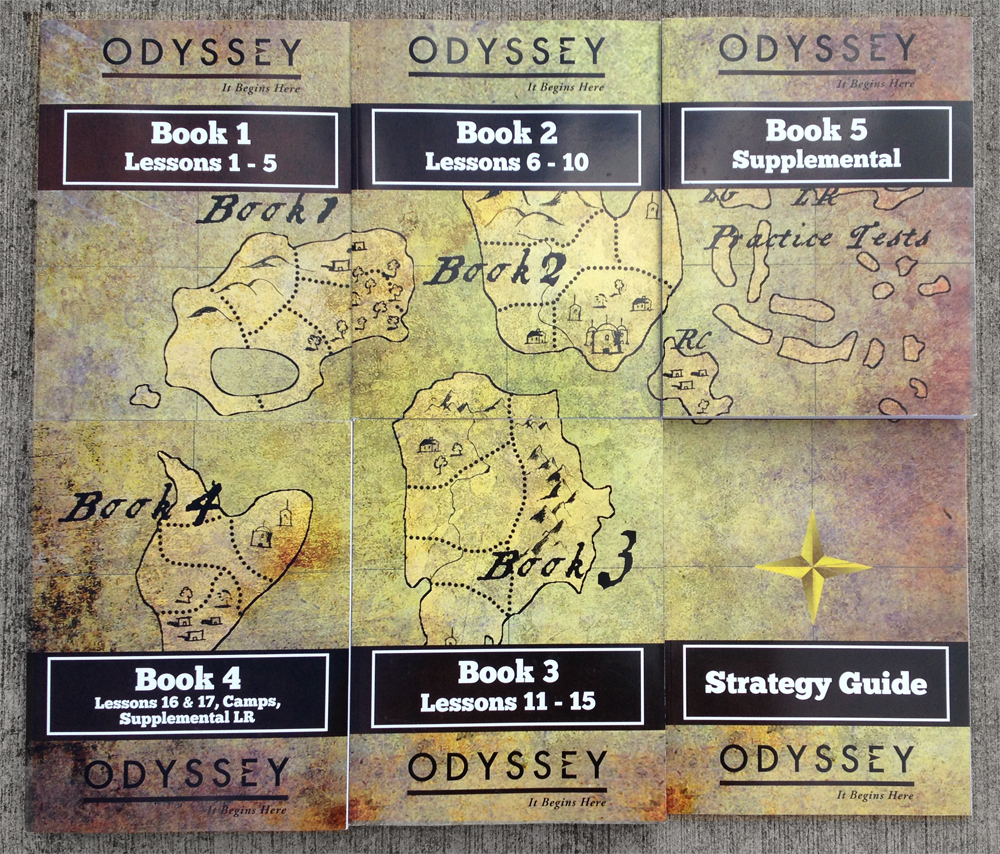 ODYSSEY
It Begins Here
Book 1
Lessons 1 - 5
Book 1
ODYSSEY
It Begins Here
Book 2
Lessons 6 - 10
Book 2
ODYSSEY
It Begins Here
Book 5
Supplemental
LG LR
Practice Tests
RC
Book 4
Book 4
Lessons 16 & 17, Camps,
Supplemental LR
ODYSSEY
It Begins Here
Book 3
Book 3
Lessons 11 - 15
ODYSSEY
It Begins Here
Strategy Guide
ODYSSEY
It Begins Here